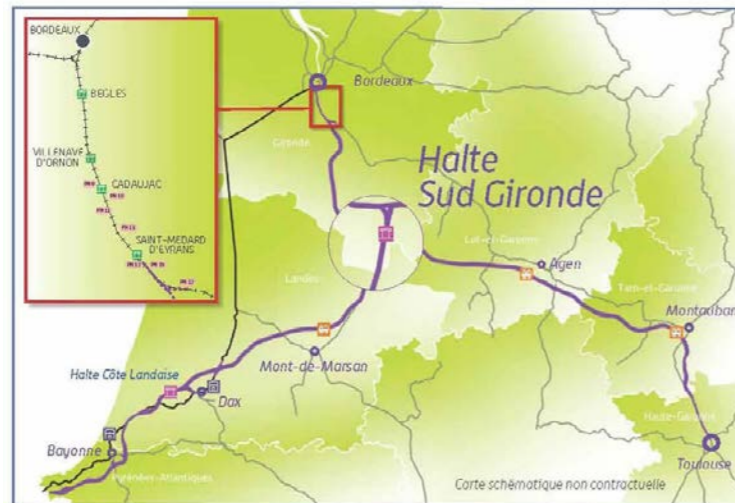 BORDEAUX
BEGLES
VILLENAVE
D'ORNON
CADAUJAC
SAINT-MEDARD
D'EYRANS
Bordeaux
Gironde
Halte
Sud Gironde
Lot-et-Garonne
Agen
Landes
Tarn-et-Garonne
Montauban
Mont-de-Marsan
Halte Côte Landaise
Dax
Bayonne
Pyrénées-Atlantiques
Haute-Garonne
Toulouse
Carte schématique non contractuelle